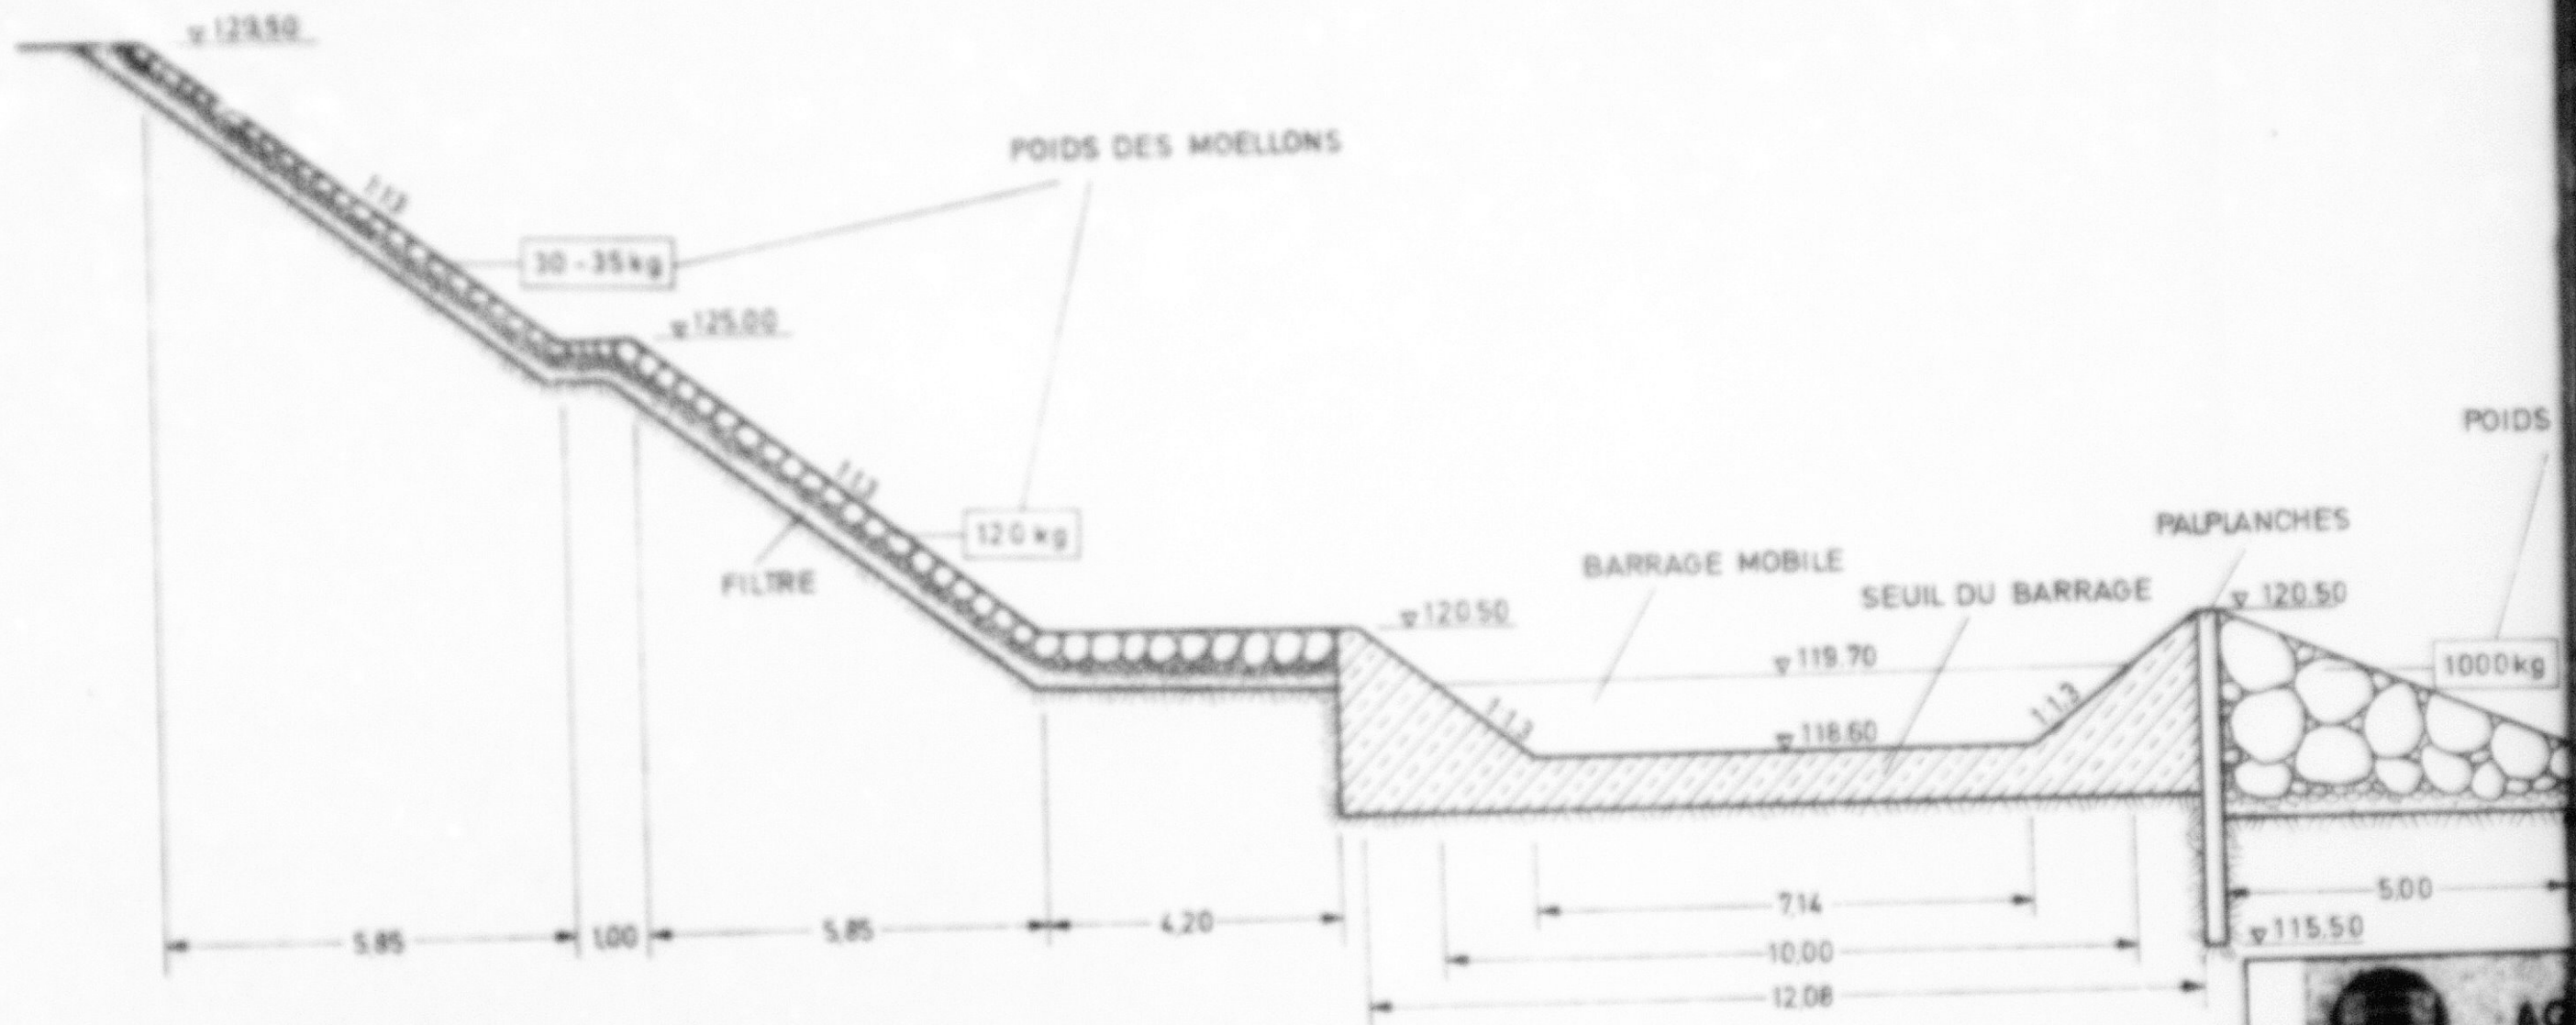 ▽129,50
1:1.3
POIDS DES MOELLONS
30-35kg
▽125.00
1:1.3
120 kg
FILTRE
POIDS
PALPLANCHES
BARRAGE MOBILE
SEUIL DU BARRAGE
▽120.50
▽120.50
▽119.70
1000kg
1:1.3
1:1.3
▽118.60
7,14
5,00
4,20
5,85
1,00
5,85
▽115.50
10,00
12,08